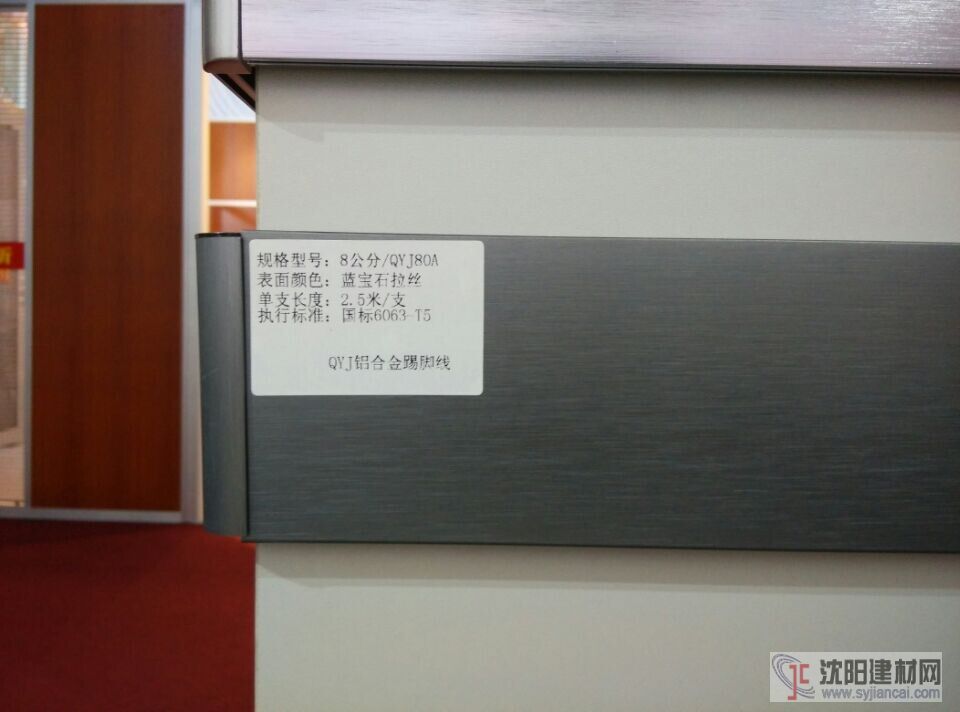 规格型号：8公分/QYJ80A
表面颜色：蓝宝石拉丝
单支长度：2.5米/支
执行标准：国标6063-T5
QYJ铝合金踢脚线
沈阳建材网
www.syjiancai.com